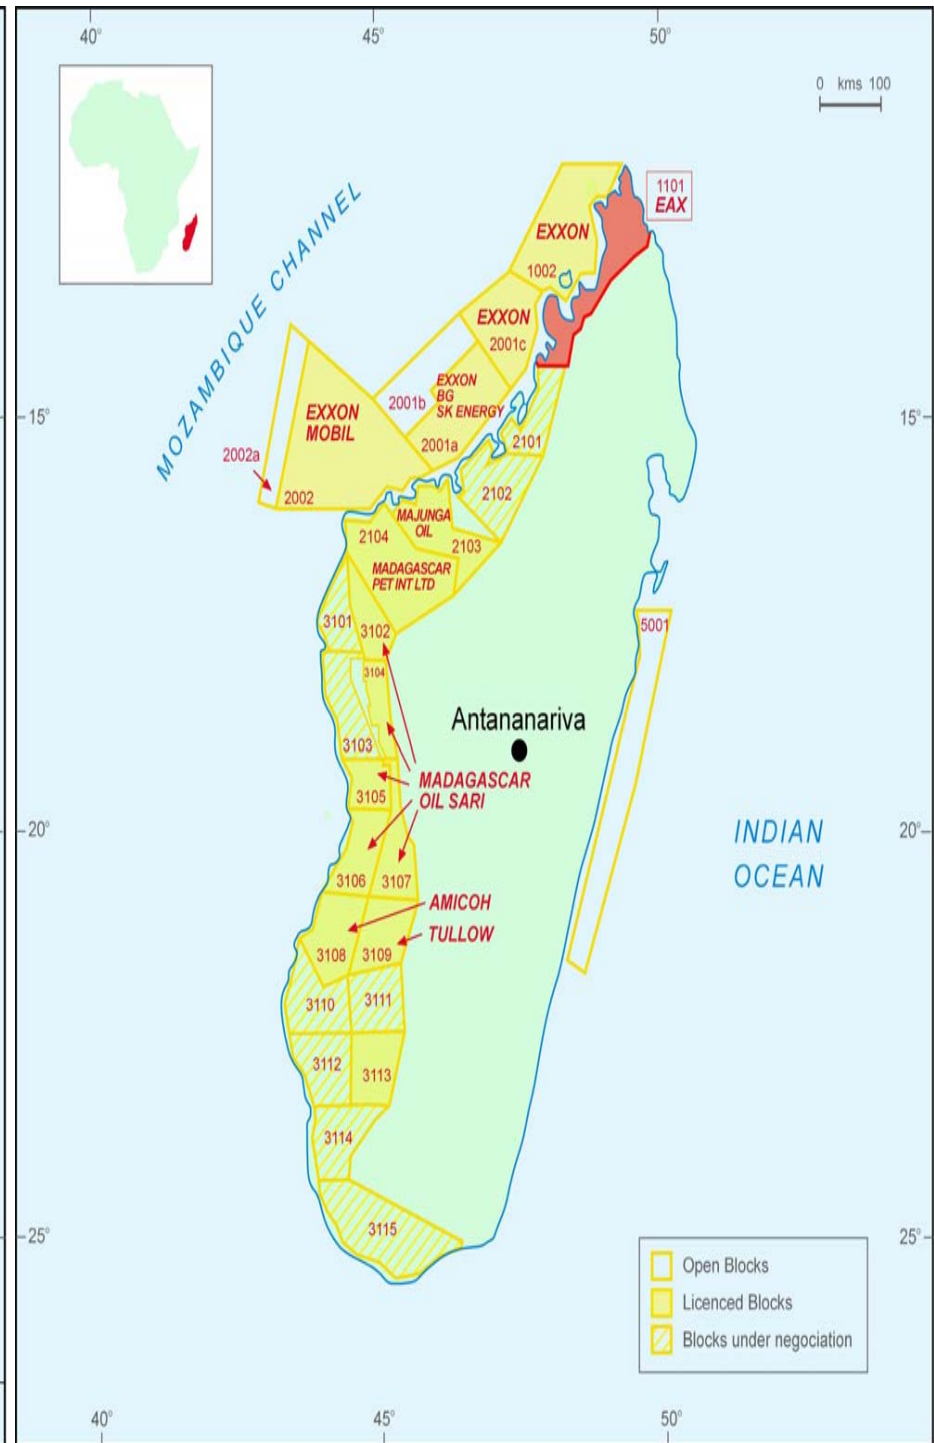 40°
45°
50°
0 kms 100
1101
EAX
MOZAMBIQUE CHANNEL
EXXON
1002
EXXON
2001c
EXXON
BG
SK ENERGY
2001b
2001a
15°
15°
EXXON
MOBIL
2002a
2002
2101
2102
MAJUNGA
OIL
2104
2103
MADAGASCAR
PET INT LTD
3101
3102
5001
3104
Antananariva
3103
MADAGASCAR
OIL SARI
3105
20°
20°
INDIAN
OCEAN
3106
3107
AMICOH
TULLOW
3108
3109
3110
3111
3112
3113
3114
3115
25°
25°
Open Blocks
Licenced Blocks
Blocks under negociation
40°
45°
50°